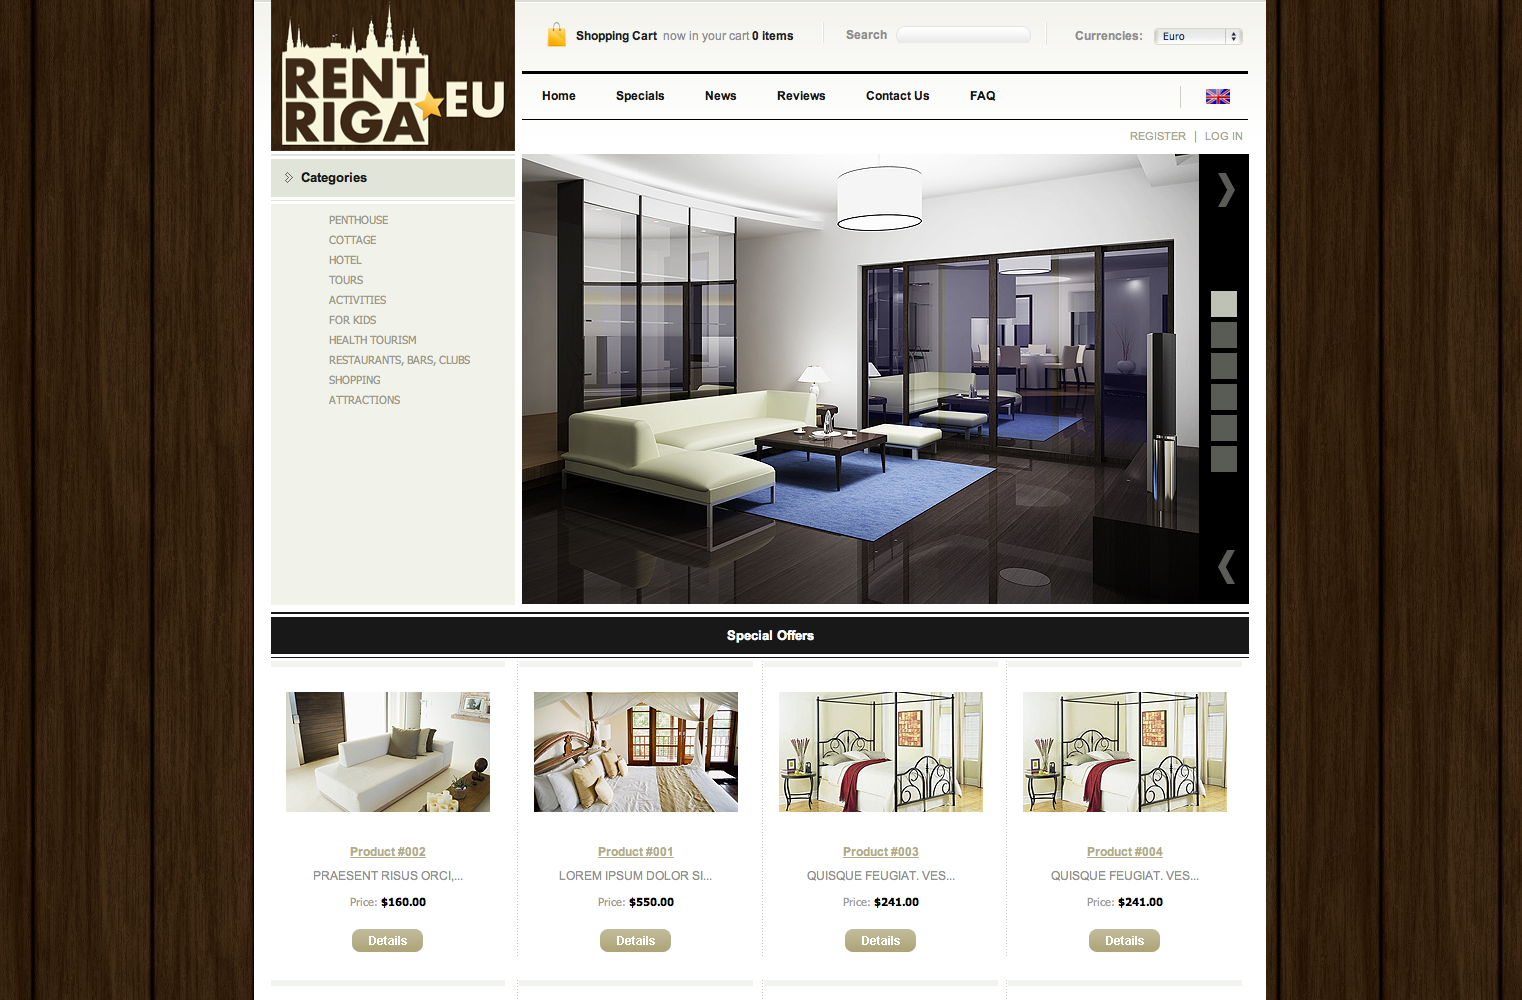 RENT
RIGA★EU
Shopping Cart now in your cart 0 items
Search
Currencies: Euro
Home Specials News Reviews Contact Us FAQ
REGISTER | LOG IN
Categories
PENTHOUSE
COTTAGE
HOTEL
TOURS
ACTIVITIES
FOR KIDS
HEALTH TOURISM
RESTAURANTS, BARS, CLUBS
SHOPPING
ATTRACTIONS
Special Offers
Product #002
PRAESENT RISUS ORCI,...
Price: $160.00
Details
Product #001
LOREM IPSUM DOLOR SI...
Price: $550.00
Details
Product #003
QUISQUE FEUGIAT. VES...
Price: $241.00
Details
Product #004
QUISQUE FEUGIAT. VES...
Price: $241.00
Details